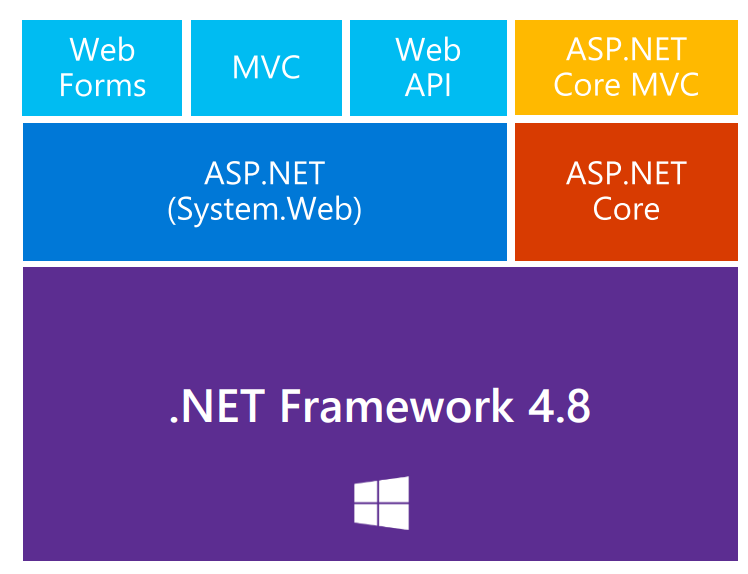 Web
Forms
MVC
Web
API
ASP.NET
Core MVC
ASP.NET
(System.Web)
ASP.NET
Core
.NET Framework 4.8